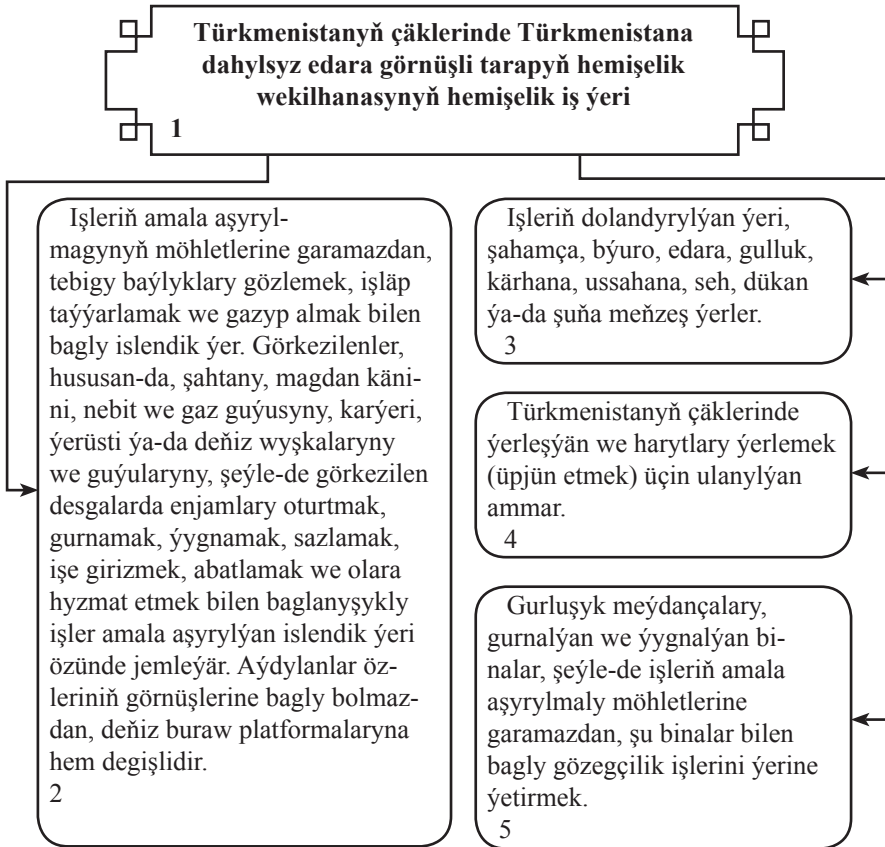 Türkmenistanyň çäklerinde Türkmenistana
dahylsyz edara görnüşli tarapyň hemişelik
wekilhanasynyň hemişelik iş ýeri
1
Işleriň amala aşyryl-
magynyň möhletlerine garamazdan,
tebigy baýlyklary gözlemek, işläp
taýýarlamak we gazyp almak bilen
bagly islendik ýer. Görkezilenler,
hususan-da, şahtany, magdan käni-
ni, nebit we gaz guýusyny, karýeri,
ýerüsti ýa-da deňiz wyşkalaryny
we guýularyny, şeýle-de görkezilen
desgalarda enjamlary oturtmak,
gurnamak, ýygnamak, sazlamak,
işe girizmek, abatlamak we olara
hyzmat etmek bilen baglanyşykly
işler amala aşyrylýan islendik ýeri
özünde jemleýär. Aýdylanlar öz-
leriniň görnüşlerine bagly bolmaz-
dan, deňiz buraw platformalaryna
hem degişlidir.
2
Işleriň dolandyrylýan ýeri,
şahamça, býuro, edara, gulluk,
kärhana, ussahana, seh, dükan
ýa-da şuňa meňzeş ýerler.
3
Türkmenistanyň çäklerinde
ýerleşýän we harytlary ýerlemek
(üpjün etmek) üçin ulanylýan
ammar.
4
Gurluşyk meýdançalary,
gurnalýan we ýygnalýan bi-
nalar, şeýle-de işleriň amala
aşyrylmaly möhletlerine
garamazdan, şu binalar bilen
bagly gözegçilik işlerini ýerine
ýetirmek.
5